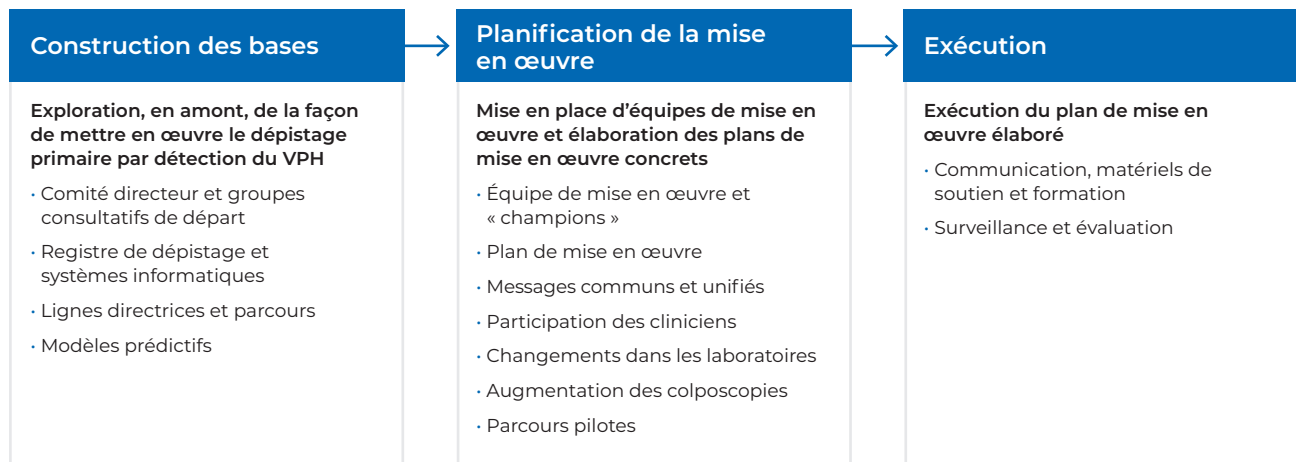 Construction des bases
Exploration, en amont, de la façon
de mettre en œuvre le dépistage
primaire par détection du VPH
· Comité directeur et groupes
consultatifs de départ
· Registre de dépistage et
systèmes informatiques
· Lignes directrices et parcours
· Modèles prédictifs
Planification de la mise
en œuvre
Mise en place d’équipes de mise en
œuvre et élaboration des plans de
mise en œuvre concrets
· Équipe de mise en œuvre et
« champions »
· Plan de mise en œuvre
· Messages communs et unifiés
· Participation des cliniciens
· Changements dans les laboratoires
· Augmentation des colposcopies
· Parcours pilotes
Exécution
Exécution du plan de mise en
œuvre élaboré
· Communication, matériels de
soutien et formation
· Surveillance et évaluation